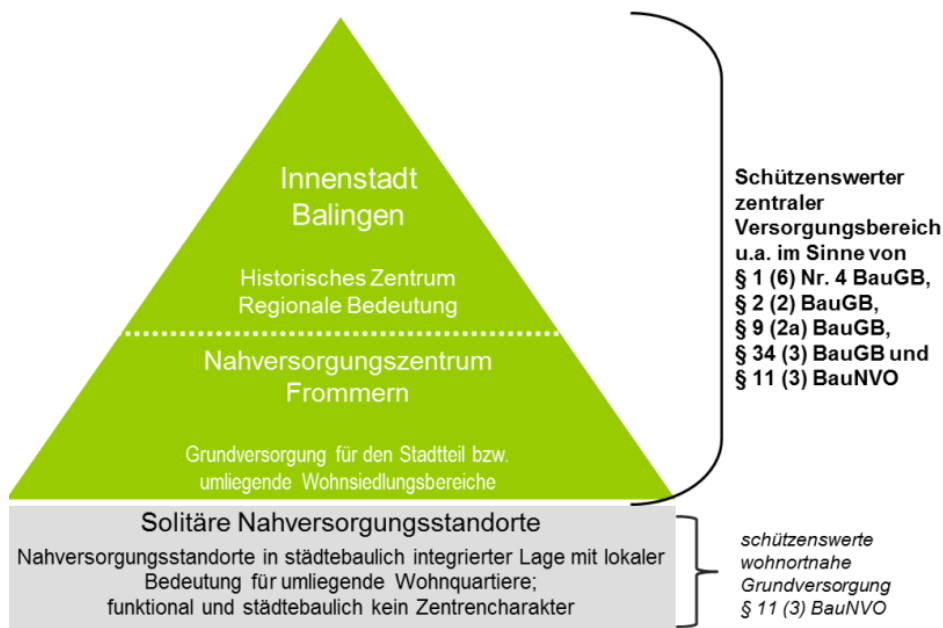 Innenstadt
Balingen
Historisches Zentrum
Regionale Bedeutung
Nahversorgungszentrum
Frommern
Grundversorgung für den Stadtteil bzw.
umliegende Wohnsiedlungsbereiche
Schützenswerter
zentraler
Versorgungsbereich
u.a. im Sinne von
§ 1 (6) Nr. 4 BauGB,
§ 2 (2) BauGB,
§ 9 (2a) BauGB,
§ 34 (3) BauGB und
§ 11 (3) BauNVO
Solitäre Nahversorgungsstandorte
Nahversorgungsstandorte in städtebaulich integrierter Lage mit lokaler
Bedeutung für umliegende Wohnquartiere;
funktional und städtebaulich kein Zentrencharakter
schützenswerte
wohnortnahe
Grundversorgung
§ 11 (3) BauNVO